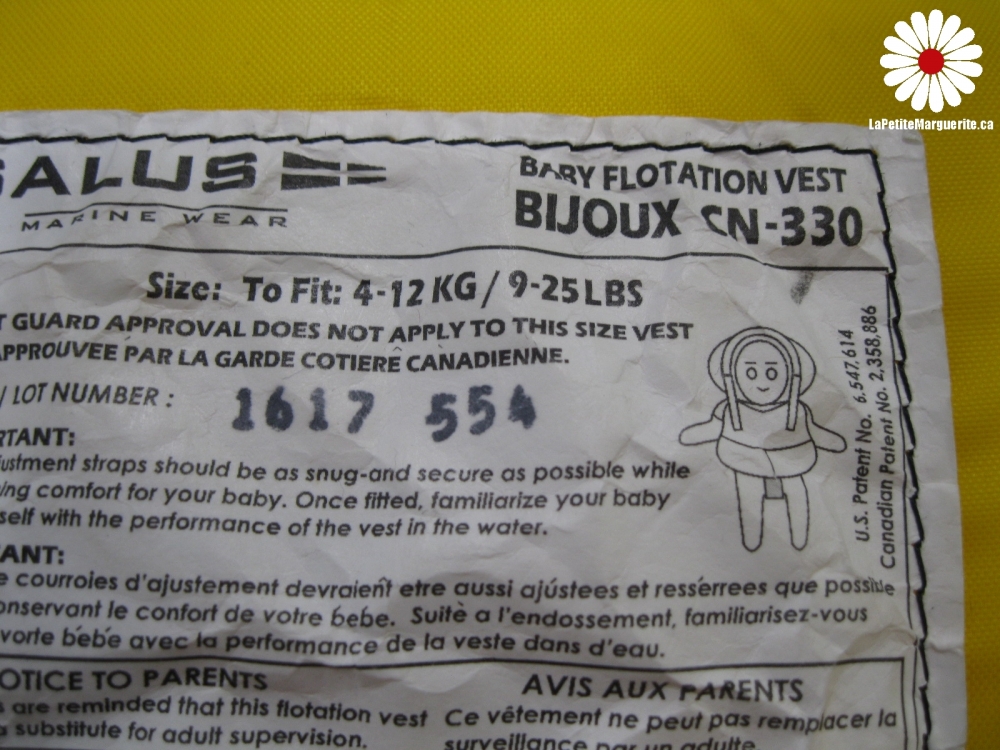 LaPetiteMarguerite.ca
SALUS
MARINE WEAR
BABY FLOTATION VEST
BIJOUX CN-330
Size: To Fit: 4-12 KG / 9-25 LBS
T GUARD APPROVAL DOES NOT APPLY TO THIS SIZE VEST
APPROUVEE PAR LA GARDE COTIERE CANADIENNE.
/ LOT NUMBER :
1617 554
RTANT:
justment straps should be as snug-and secure as possible while
ing comfort for your baby. Once fitted, familiarize your baby
self with the performance of the vest in the water.
ANT:
e courroies d'ajustement devraient etre aussi ajústees et resserrees que possible
onservant le confort de votre bebe. Suite a l'endossement, familiarisez-vous
vorte bebe avec la performance de la veste dans d'eau.
U.S. Patent No. 6,547,614
Canadian Patent No. 2,358,886
OTICE TO PARENTS
s are reminded that this flotation vest
a substitute for adult supervision.
AVIS AUX PARENTS
Ce vêtement ne peut pas remplacer la
surveillance par un adulte